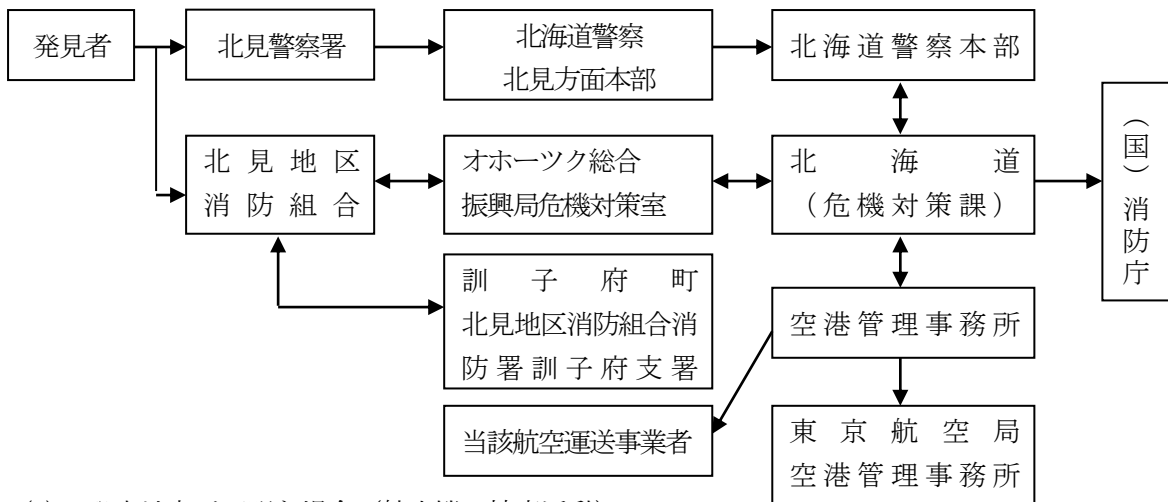 発見者
北見警察署
北海道警察
北見方面本部
北海道警察本部
北見地区
消防組合
オホーツク総合
振興局危機対策室
北海道
（危機対策課）
（国）消防庁
訓子府町
北見地区消防組合消
防署訓子府支署
空港管理事務所
当該航空運送事業者
東京航空局
空港管理事務所